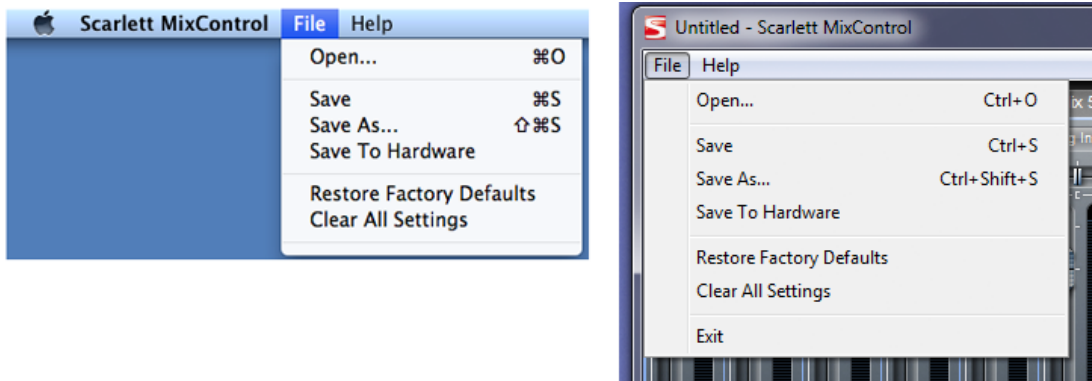 Scarlett MixControl File Help
Open... ⌘O
Save ⌘S
Save As... ⇧⌘S
Save To Hardware
Restore Factory Defaults
Clear All Settings
Untitled - Scarlett MixControl
File Help
Open... Ctrl+O
Save Ctrl+S
Save As... Ctrl+Shift+S
Save To Hardware
Restore Factory Defaults
Clear All Settings
Exit